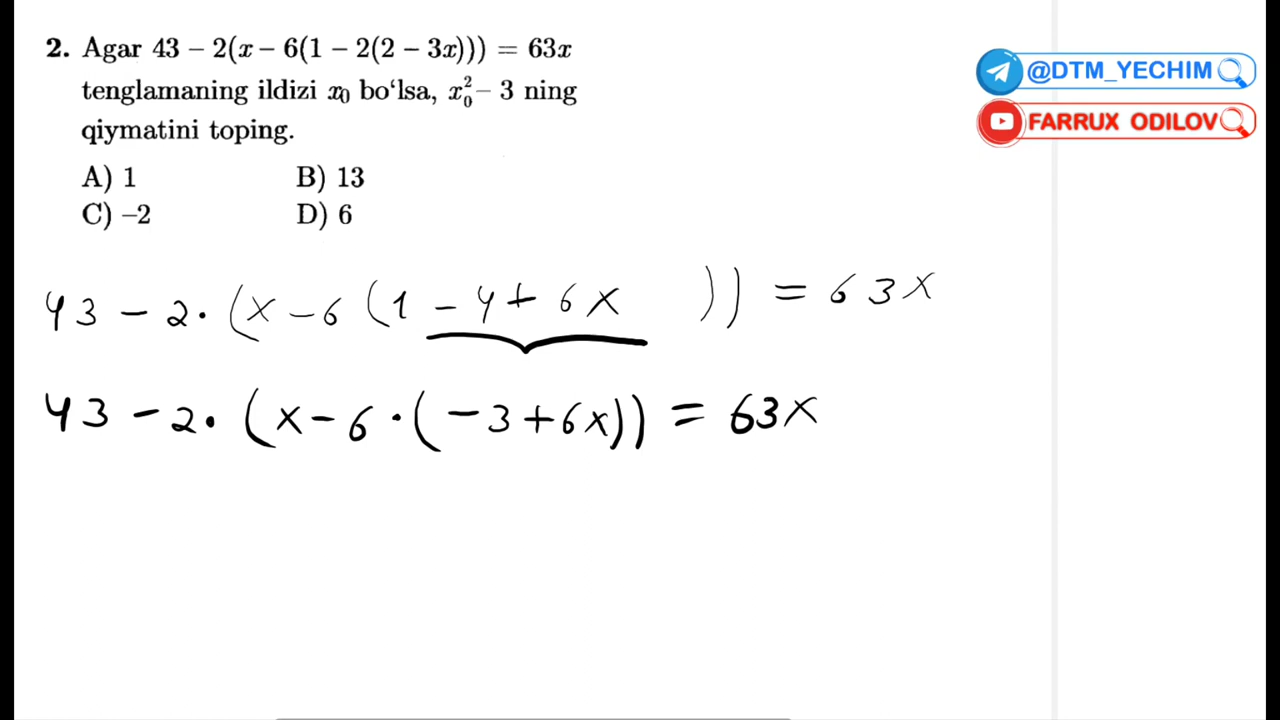 2. Agar 43 − 2(x − 6(1 − 2(2 − 3x))) = 63x
tenglamaning ildizi x₀ bo‘lsa, x₀² − 3 ning
qiymatini toping.
A) 1 B) 13
C) –2 D) 6
@DTM_YECHIM
FARRUX ODILOV
43 − 2·(x − 6(1 − 4 + 6x )) = 63x
43 − 2·(x − 6·(−3 + 6x)) = 63x